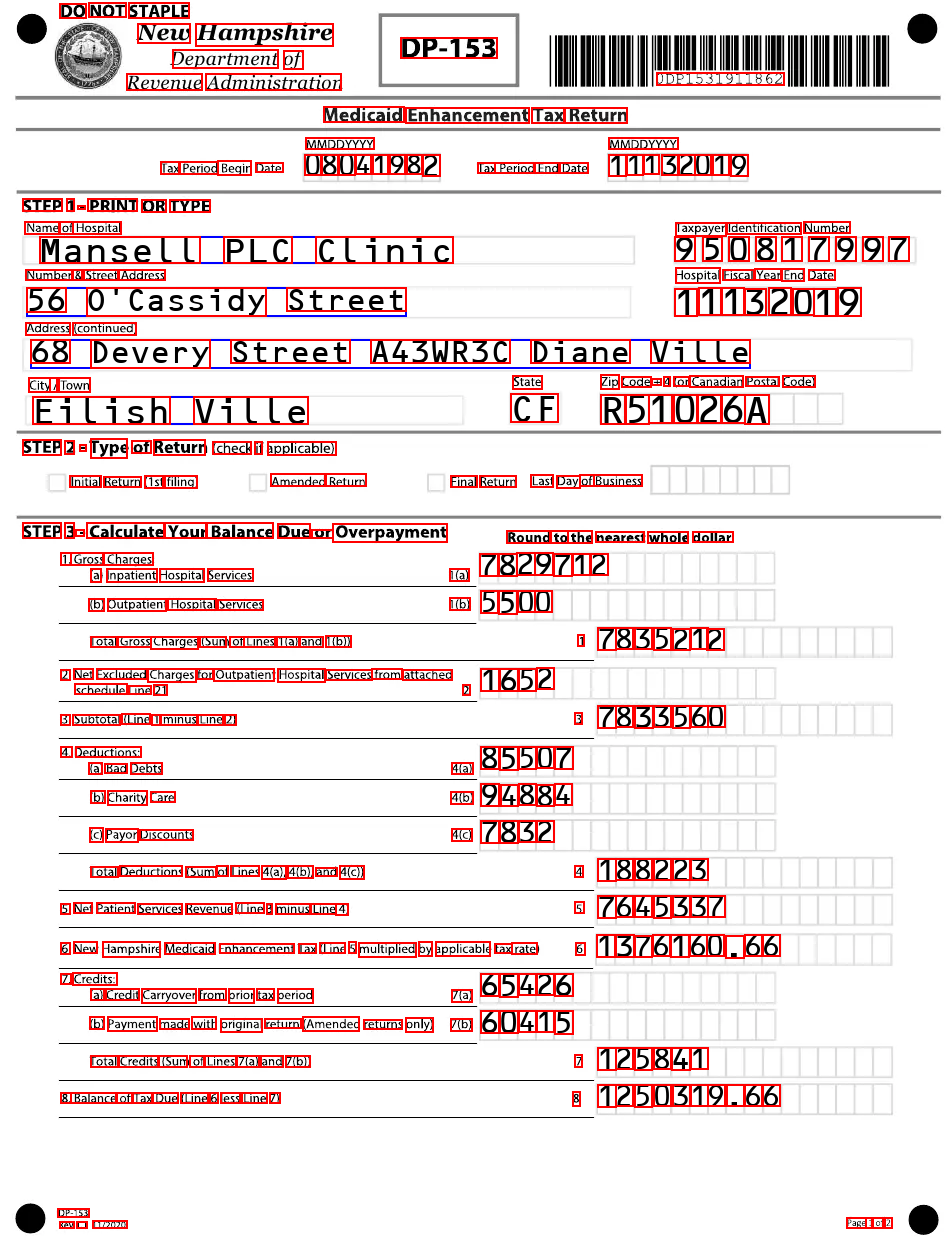 DO NOT STAPLE
New Hampshire
Department of
Revenue Administration
DP-153
0DP1531911862
Medicaid Enhancement Tax Return
MMDDYYYY MMDDYYYY
Tax Period Begin Date 08041982 Tax Period End Date 11132019
STEP 1 - PRINT OR TYPE
Name of Hospital Taxpayer Identification Number
Mansell PLC Clinic 950817997
Number & Street Address Hospital Fiscal Year End Date
56 O'Cassidy Street 11132019
Address (continued)
68 Devery Street A43WR3C Diane Ville
City / Town State Zip Code + 4 (or Canadian Postal Code)
Eilish Ville CF R51026A
STEP 2 - Type of Return (check if applicable)
Initial Return (1st filing Amended Return Final Return Last Day of Business
STEP 3 - Calculate Your Balance Due or Overpayment Round to the nearest whole dollar
1. Gross Charges
a) Inpatient Hospital Services 1(a) 7829712
(b) Outpatient Hospital Services 1(b) 5500
Total Gross Charges (Sum of Lines 1(a) and 1(b)) 1 7835212
2. Net Excluded Charges for Outpatient Hospital Services from attached
schedule Line 21 2 1652
3. Subtotal (Line 1 minus Line 2) 3 7833560
4. Deductions:
(a) Bad Debts 4(a) 85507
(b) Charity Care 4(b) 94884
(c) Payor Discounts 4(c) 7832
Total Deductions (Sum of Lines 4(a), 4(b), and 4(c)) 4 188223
5. Net Patient Services Revenue (Line 3 minus Line 4) 5 7645337
6. New Hampshire Medicaid Enhancement Tax (Line 5 multiplied by applicable tax rate) 6 1376160.66
7. Credits:
a) Credit Carryover from prior tax period 7(a) 65426
(b) Payment made with original return (Amended returns only) 7(b) 60415
Total Credits (Sum of Lines 7(a) and 7(b)) 7 125841
8. Balance of Tax Due (Line 6 less Line 7) 8 1250319.66
DP-153
Rev 11/2020 Page 1 of 2